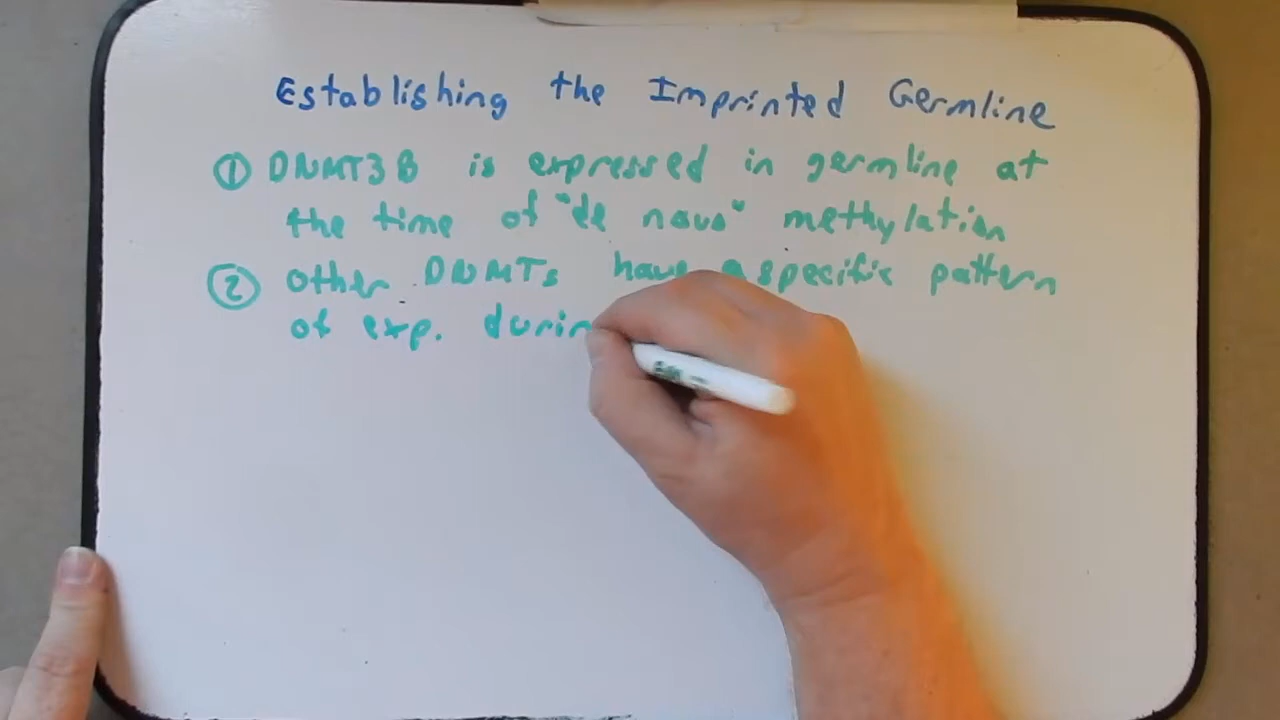 Establishing the Imprinted Germline
① DNMT3B is expressed in germline at
the time of "de novo" methylation
② other DNMTs have a specific pattern
of exp. durin